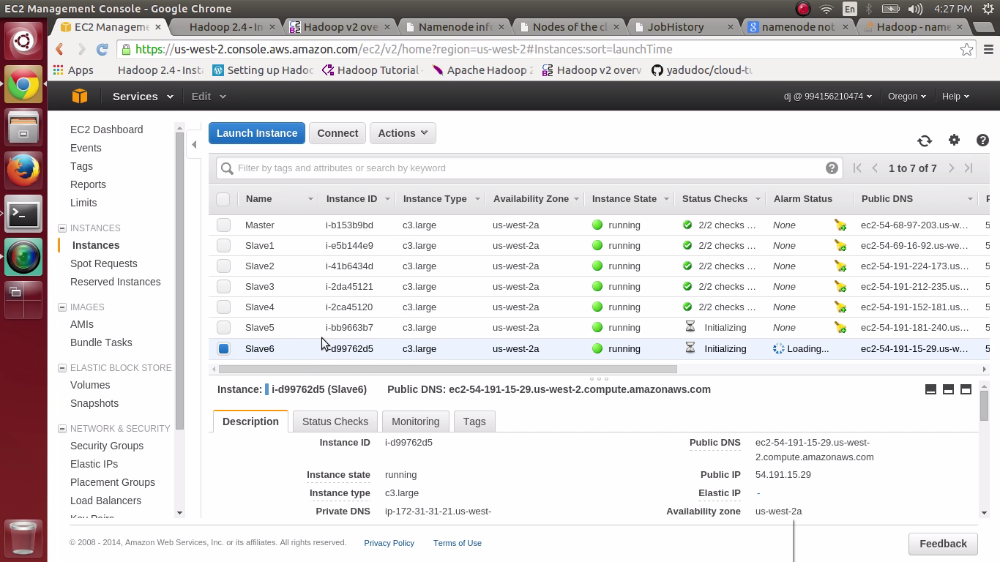 EC2 Management Console - Google Chrome
En
4:27 PM
EC2 Manageme
Hadoop 2.4 - In
Hadoop v2 ove
Namenode info
Nodes of the cl
JobHistory
namenode not
Hadoop - name
https://us-west-2.console.aws.amazon.com/ec2/v2/home?region=us-west-2#Instances:sort=launchTime
Apps
Hadoop 2.4 - Inst
Setting up Hadoo
Hadoop Tutorial
Apache Hadoop 2
Hadoop v2 overv
yadudoc/cloud-tu
Services
Edit
dj @ 994156210474
Oregon
Help
EC2 Dashboard
Events
Tags
Reports
Limits
INSTANCES
Instances
Spot Requests
Reserved Instances
IMAGES
AMIs
Bundle Tasks
ELASTIC BLOCK STORE
Volumes
Snapshots
NETWORK & SECURITY
Security Groups
Elastic IPs
Placement Groups
Load Balancers
Key Pairs
Launch Instance
Connect
Actions
Filter by tags and attributes or search by keyword
1 to 7 of 7
Name Instance ID Instance Type Availability Zone Instance State Status Checks Alarm Status Public DNS
Master i-b153b9bd c3.large us-west-2a running 2/2 checks ... None ec2-54-68-97-203.us-w... 5
Slave1 i-e5b144e9 c3.large us-west-2a running 2/2 checks ... None ec2-54-69-16-92.us-we... 5
Slave2 i-41b6434d c3.large us-west-2a running 2/2 checks ... None ec2-54-191-224-173.us... 5
Slave3 i-2da45121 c3.large us-west-2a running 2/2 checks ... None ec2-54-191-212-235.us... 5
Slave4 i-2ca45120 c3.large us-west-2a running 2/2 checks ... None ec2-54-191-152-181.us... 5
Slave5 i-bb9663b7 c3.large us-west-2a running Initializing None ec2-54-191-181-240.us... 5
Slave6 i-d99762d5 c3.large us-west-2a running Initializing Loading... ec2-54-191-15-29.us-w... 5
Instance: i-d99762d5 (Slave6) Public DNS: ec2-54-191-15-29.us-west-2.compute.amazonaws.com
Description
Status Checks
Monitoring
Tags
Instance ID i-d99762d5
Public DNS ec2-54-191-15-29.us-west-
2.compute.amazonaws.com
Instance state running
Public IP 54.191.15.29
Instance type c3.large
Elastic IP -
Private DNS ip-172-31-31-21.us-west-
Availability zone us-west-2a
© 2008 - 2014, Amazon Web Services, Inc. or its affiliates. All rights reserved.
Privacy Policy
Terms of Use
Feedback